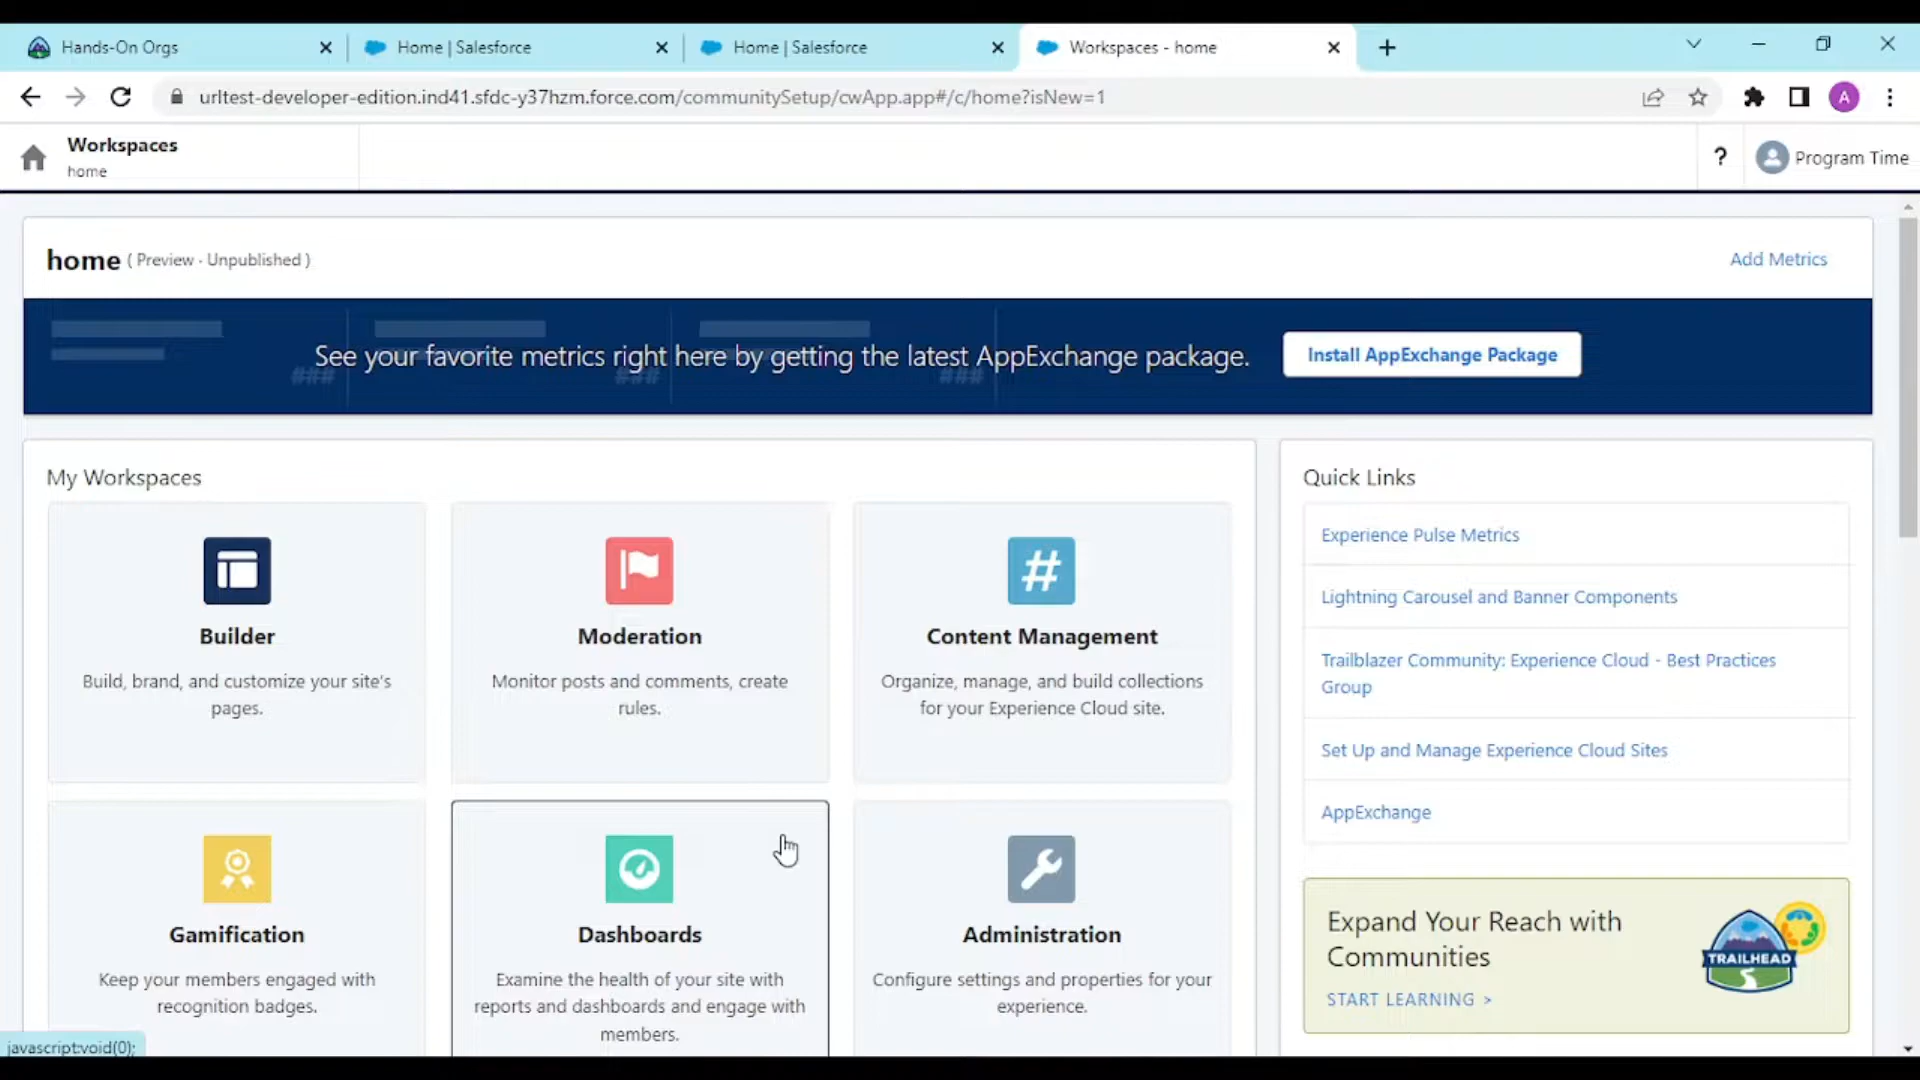 Hands-On Orgs
Home | Salesforce
Home | Salesforce
Workspaces - home
urltest-developer-edition.ind41.sfdc-y37hzm.force.com/communitySetup/cwApp.app#/c/home?isNew=1
A
Workspaces
home
?
Program Time
home ( Preview - Unpublished )
Add Metrics
See your favorite metrics right here by getting the latest AppExchange package.
Install AppExchange Package
###
###
###
My Workspaces
Builder
Build, brand, and customize your site's
pages.
Moderation
Monitor posts and comments, create
rules.
Content Management
Organize, manage, and build collections
for your Experience Cloud site.
Gamification
Keep your members engaged with
recognition badges.
Dashboards
Examine the health of your site with
reports and dashboards and engage with
members.
Administration
Configure settings and properties for your
experience.
Quick Links
Experience Pulse Metrics
Lightning Carousel and Banner Components
Trailblazer Community: Experience Cloud - Best Practices
Group
Set Up and Manage Experience Cloud Sites
AppExchange
Expand Your Reach with
Communities
START LEARNING >
TRAILHEAD
javascript:void(0);